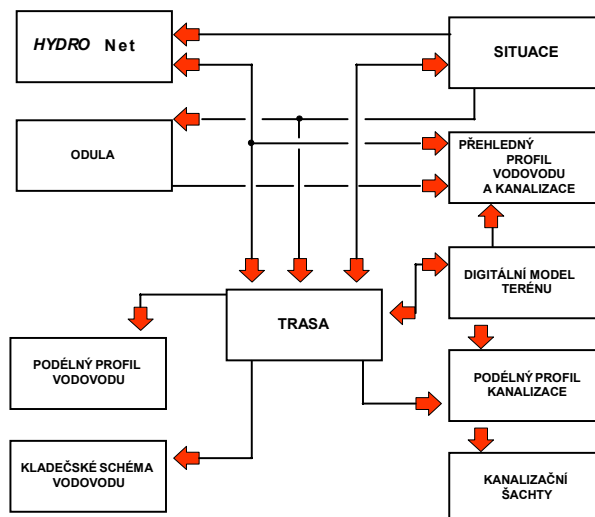 HYDRO Net
SITUACE
ODULA
PŘEHLEDNÝ
PROFIL
VODOVODU
A KANALIZACE
DIGITÁLNÍ MODEL
TERÉNU
TRASA
PODÉLNÝ PROFIL
VODOVODU
PODÉLNÝ PROFIL
KANALIZACE
KLADEČSKÉ SCHÉMA
VODOVODU
KANALIZAČNÍ
ŠACHTY